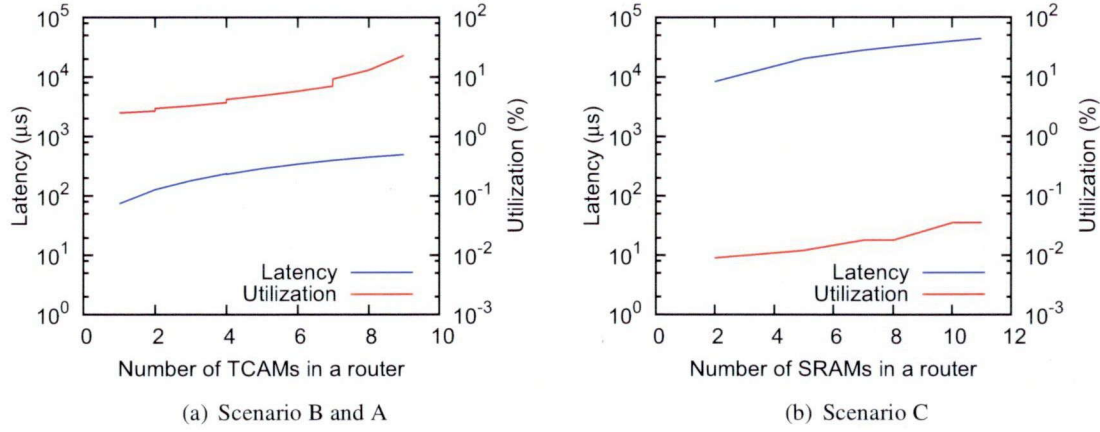 10^5
10^4
10^3
10^2
10^1
10^0
Latency (μs)
10^2
10^1
10^0
10^-1
10^-2
10^-3
Utilization (%)
Latency
Utilization
0 2 4 6 8 10
Number of TCAMs in a router
(a) Scenario B and A
10^5
10^4
10^3
10^2
10^1
10^0
Latency (μs)
10^2
10^1
10^0
10^-1
10^-2
10^-3
Utilization (%)
Latency
Utilization
0 2 4 6 8 10 12
Number of SRAMs in a router
(b) Scenario C